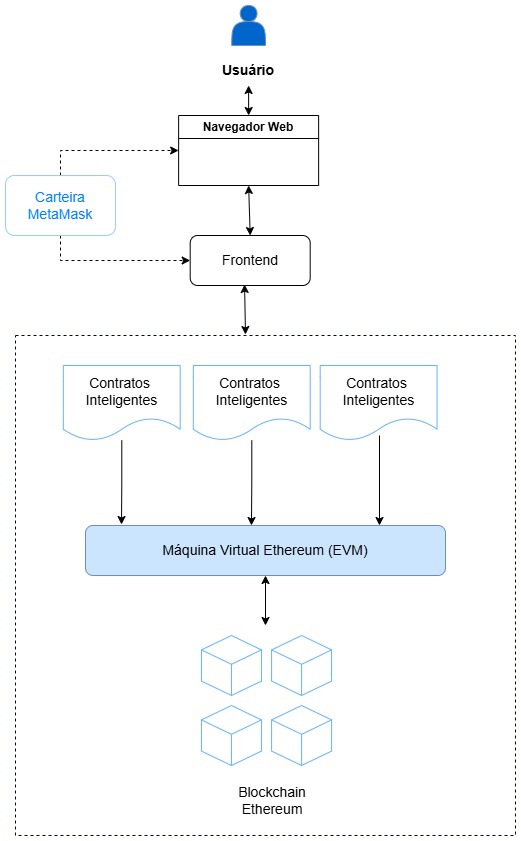 Usuário
Navegador Web
Carteira
MetaMask
Frontend
Contratos
Inteligentes
Contratos
Inteligentes
Contratos
Inteligentes
Máquina Virtual Ethereum (EVM)
Blockchain
Ethereum